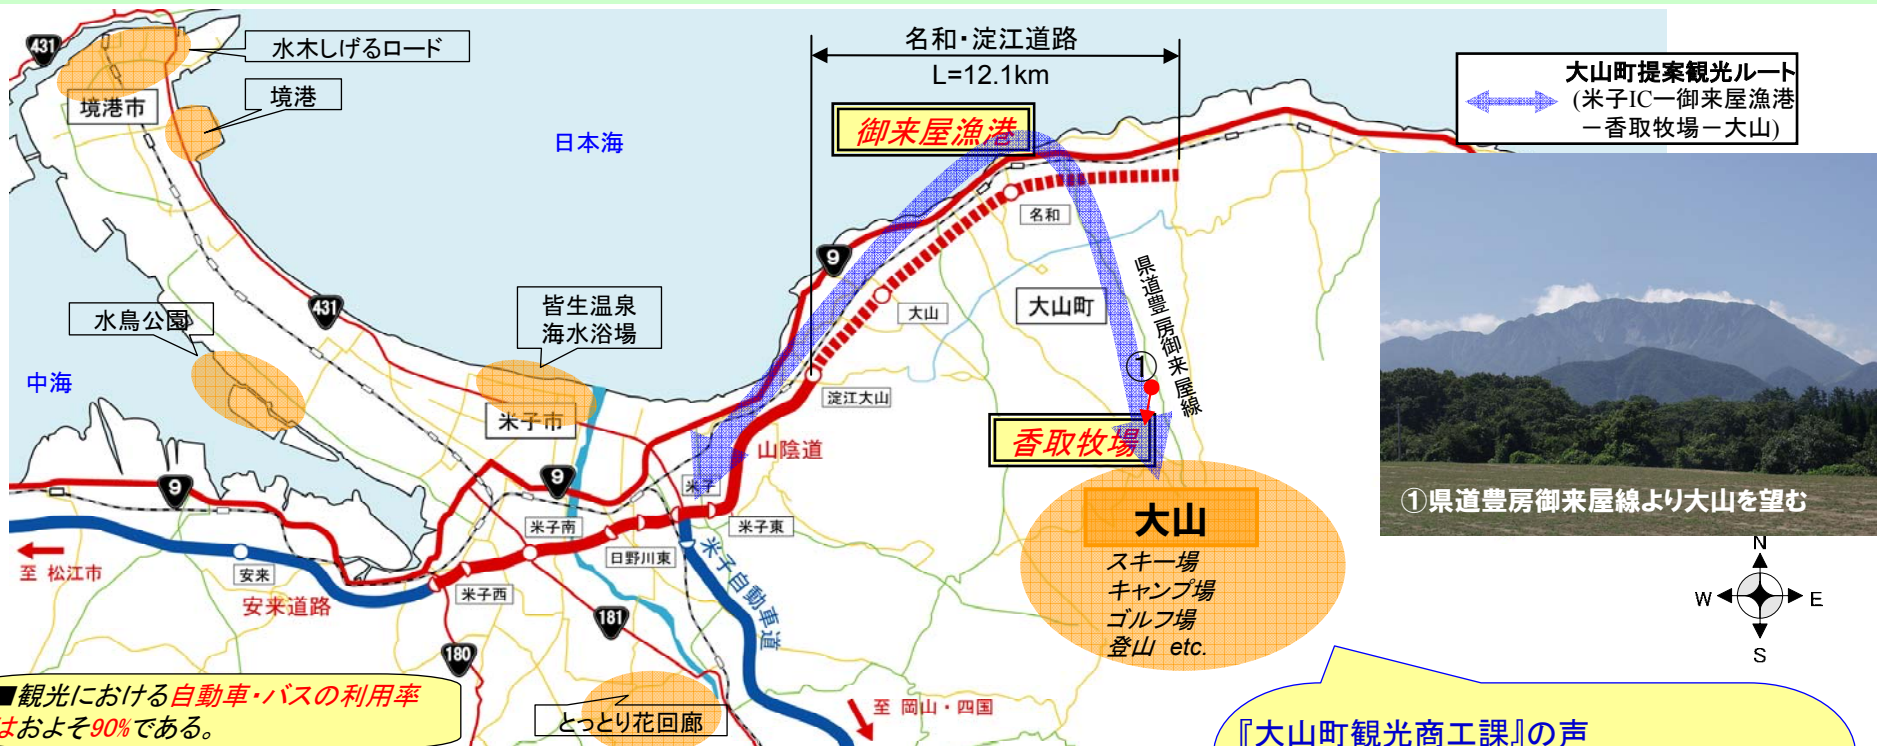 431
水木しげるロード
境港
境港市
日本海
名和・淀江道路
L=12.1km
御来屋漁港
大山町提案観光ルート
(米子IC－御来屋漁港
－香取牧場－大山)
9
名和
大山
大山町
県道豊房御来屋線
①
431
皆生温泉
海水浴場
水鳥公園
中海
米子市
淀江大山
香取牧場
山陰道
米子
米子東
米子南
日野川東
9
9
至 松江市
安来
安来道路
米子西
米子自動車道
181
180
大山
スキー場
キャンプ場
ゴルフ場
登山 etc.
①県道豊房御来屋線より大山を望む
N
W
E
S
とっとり花回廊
至 岡山・四国
■観光における自動車・バスの利用率
はおよそ90%である。
『大山町観光商工課』の声